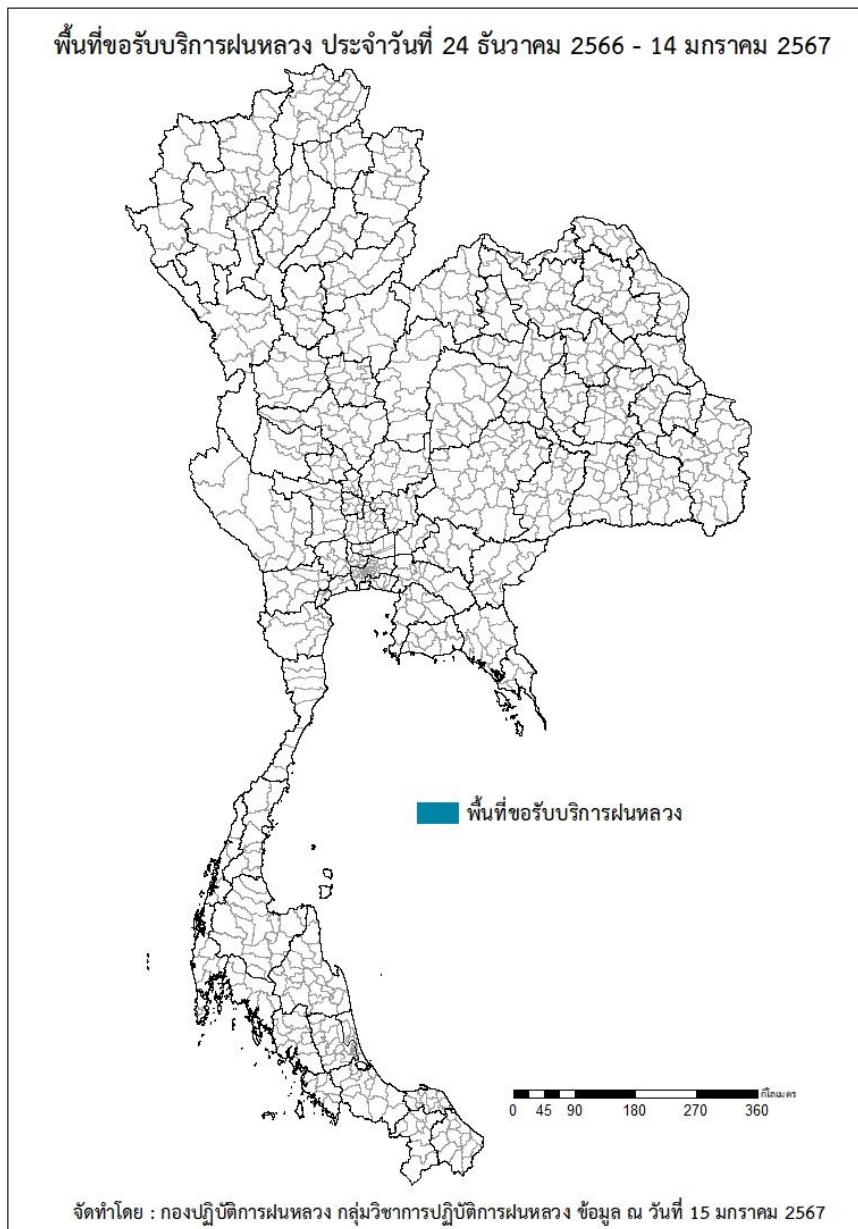 พื้นที่ขอรับบริการฝนหลวง ประจำวันที่ 24 ธันวาคม 2566 - 14 มกราคม 2567
พื้นที่ขอรับบริการฝนหลวง
กิโลเมตร
0 45 90 180 270 360
จัดทำโดย : กองปฏิบัติการฝนหลวง กลุ่มวิชาการปฏิบัติการฝนหลวง ข้อมูล ณ วันที่ 15 มกราคม 2567